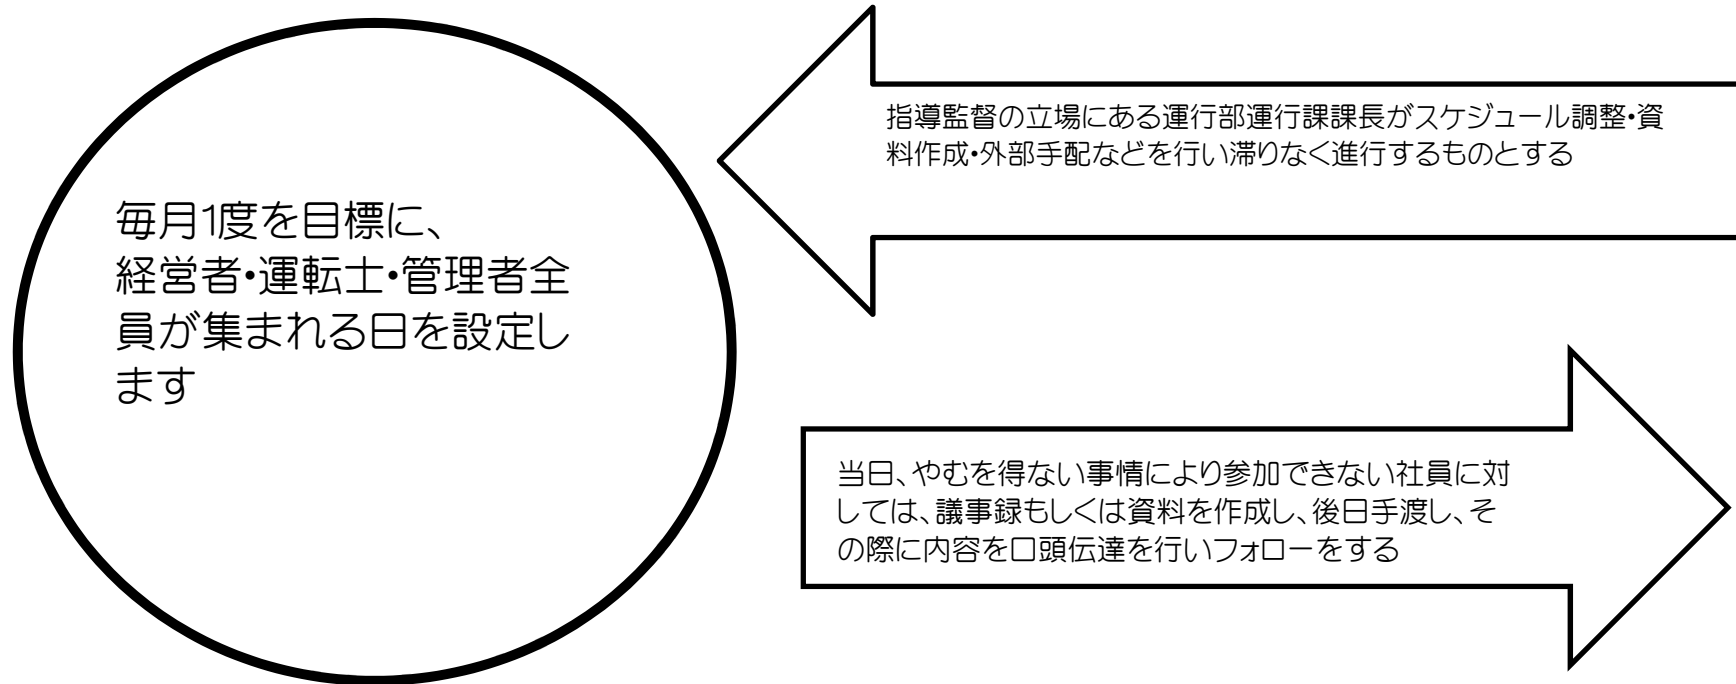 毎月1度を目標に、
経営者・運転士・管理者全
員が集まれる日を設定し
ます
指導監督の立場にある運行部運行課課長がスケジュール調整・資
料作成・外部手配などを行い滞りなく進行するものとする
当日、やむを得ない事情により参加できない社員に対
しては、議事録もしくは資料を作成し、後日手渡し、そ
の際に内容を口頭伝達を行いフォローをする